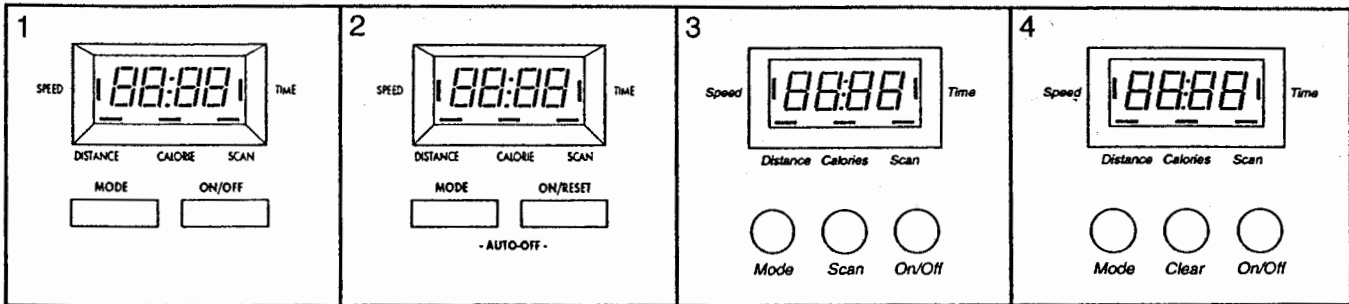 1
SPEED 88:88 TIME
DISTANCE CALORIE SCAN
MODE ON/OFF
2
SPEED 88:88 TIME
DISTANCE CALORIE SCAN
MODE ON/RESET
- AUTO-OFF -
3
Speed 88:88 Time
Distance Calories Scan
Mode Scan On/Off
4
Speed 88:88 Time
Distance Calories Scan
Mode Clear On/Off